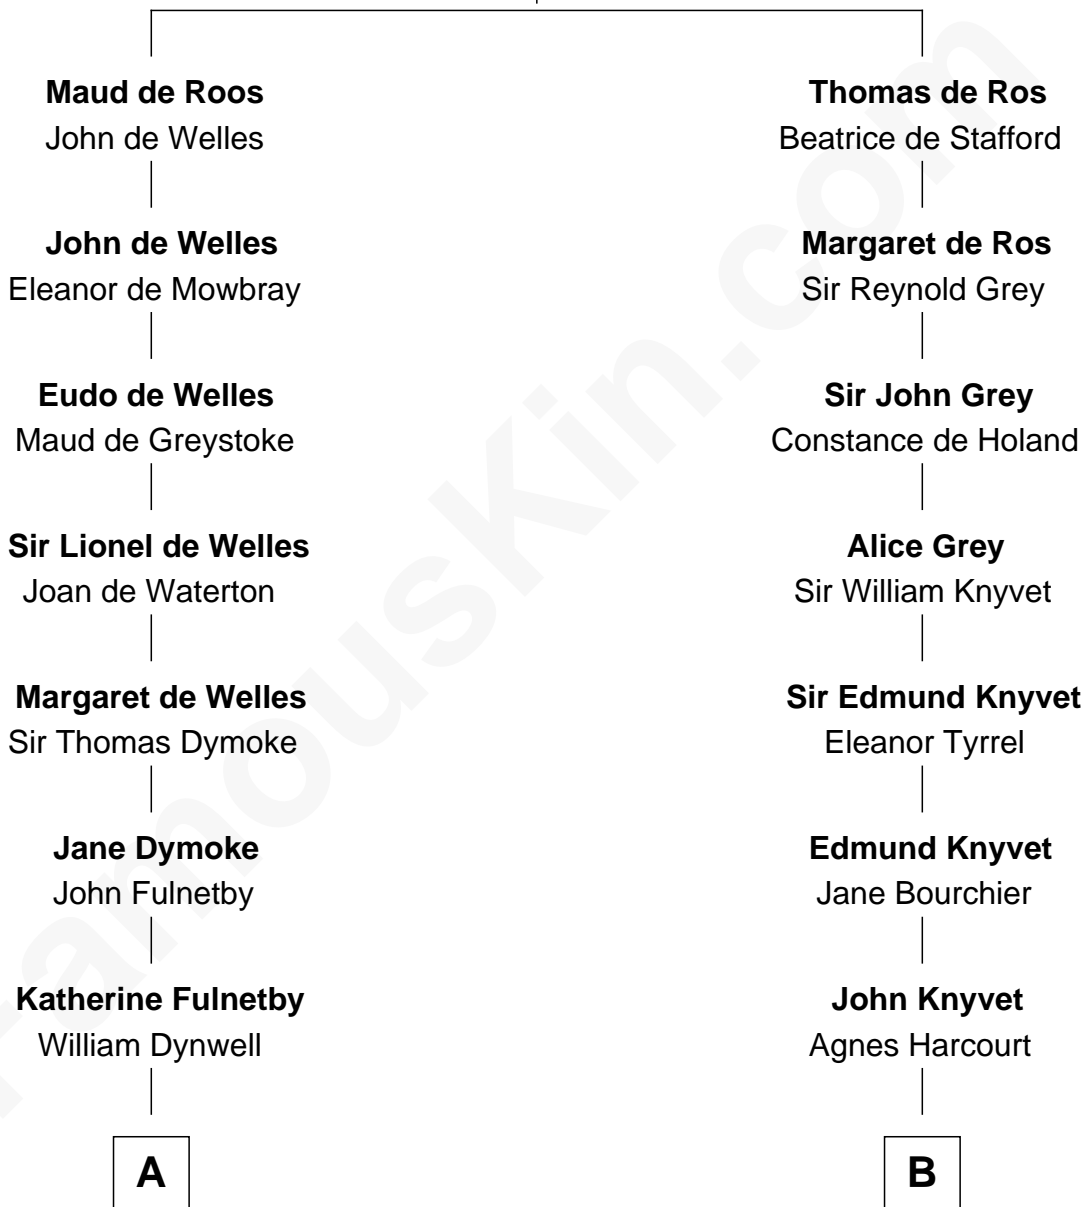 Maud de Roos
John de Welles
John de Welles
Eleanor de Mowbray
Eudo de Welles
Maud de Greystoke
Sir Lionel de Welles
Joan de Waterton
Margaret de Welles
Sir Thomas Dymoke
Jane Dymoke
John Fulnetby
Katherine Fulnetby
William Dynwell
A
Thomas de Ros
Beatrice de Stafford
Margaret de Ros
Sir Reynold Grey
Sir John Grey
Constance de Holand
Alice Grey
Sir William Knyvet
Sir Edmund Knyvet
Eleanor Tyrrel
Edmund Knyvet
Jane Bourchier
John Knyvet
Agnes Harcourt
B
FamousKin.com